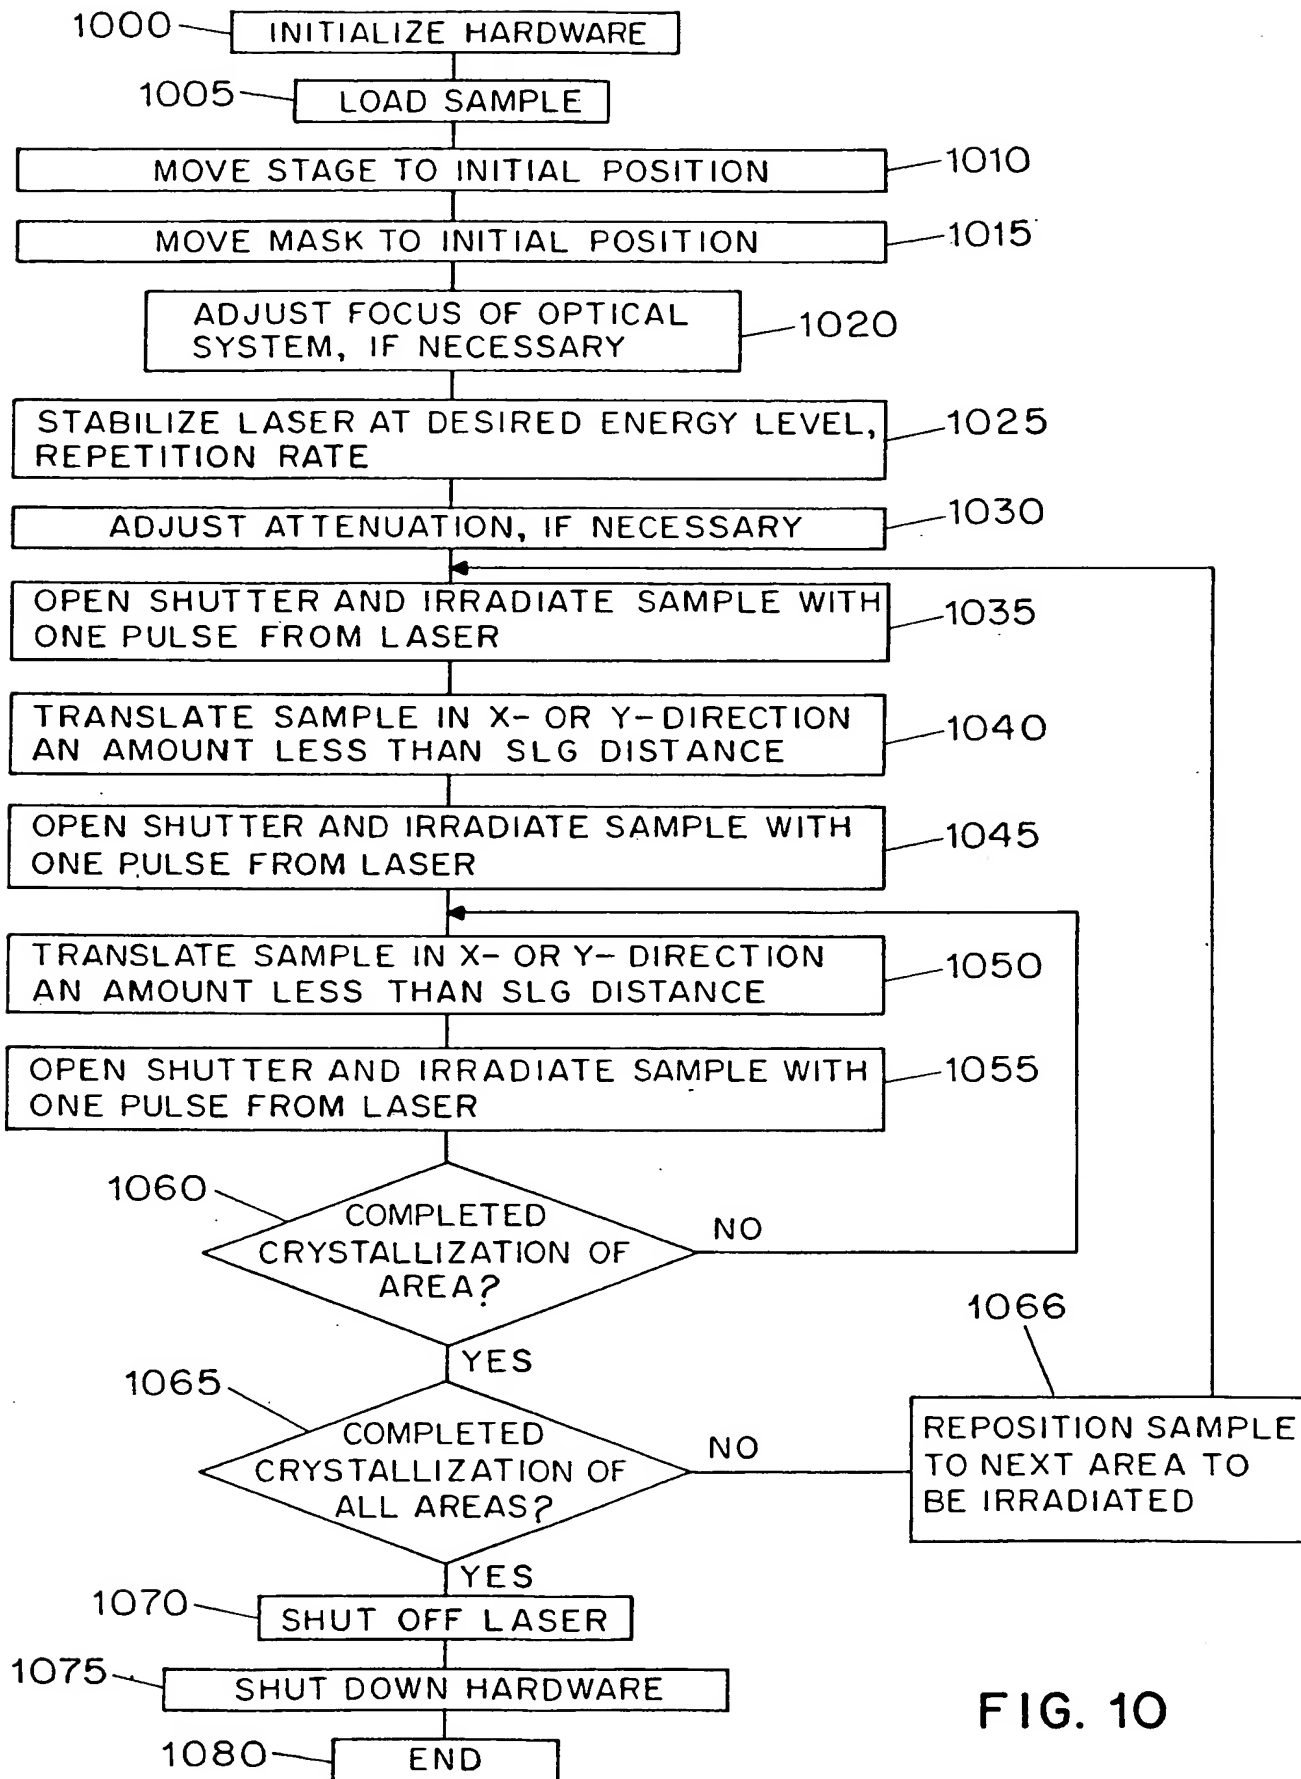 1000
INITIALIZE HARDWARE
1005
LOAD SAMPLE
MOVE STAGE TO INITIAL POSITION
1010
MOVE MASK TO INITIAL POSITION
1015
ADJUST FOCUS OF OPTICAL
SYSTEM, IF NECESSARY
1020
STABILIZE LASER AT DESIRED ENERGY LEVEL,
REPETITION RATE
1025
ADJUST ATTENUATION, IF NECESSARY
1030
OPEN SHUTTER AND IRRADIATE SAMPLE WITH
ONE PULSE FROM LASER
1035
TRANSLATE SAMPLE IN X- OR Y-DIRECTION
AN AMOUNT LESS THAN SLG DISTANCE
1040
OPEN SHUTTER AND IRRADIATE SAMPLE WITH
ONE PULSE FROM LASER
1045
TRANSLATE SAMPLE IN X- OR Y- DIRECTION
AN AMOUNT LESS THAN SLG DISTANCE
1050
OPEN SHUTTER AND IRRADIATE SAMPLE WITH
ONE PULSE FROM LASER
1055
1060
COMPLETED
CRYSTALLIZATION OF
AREA?
NO
YES
1065
COMPLETED
CRYSTALLIZATION OF
ALL AREAS?
NO
1066
REPOSITION SAMPLE
TO NEXT AREA TO
BE IRRADIATED
YES
1070
SHUT OFF LASER
1075
SHUT DOWN HARDWARE
1080
END
FIG. 10